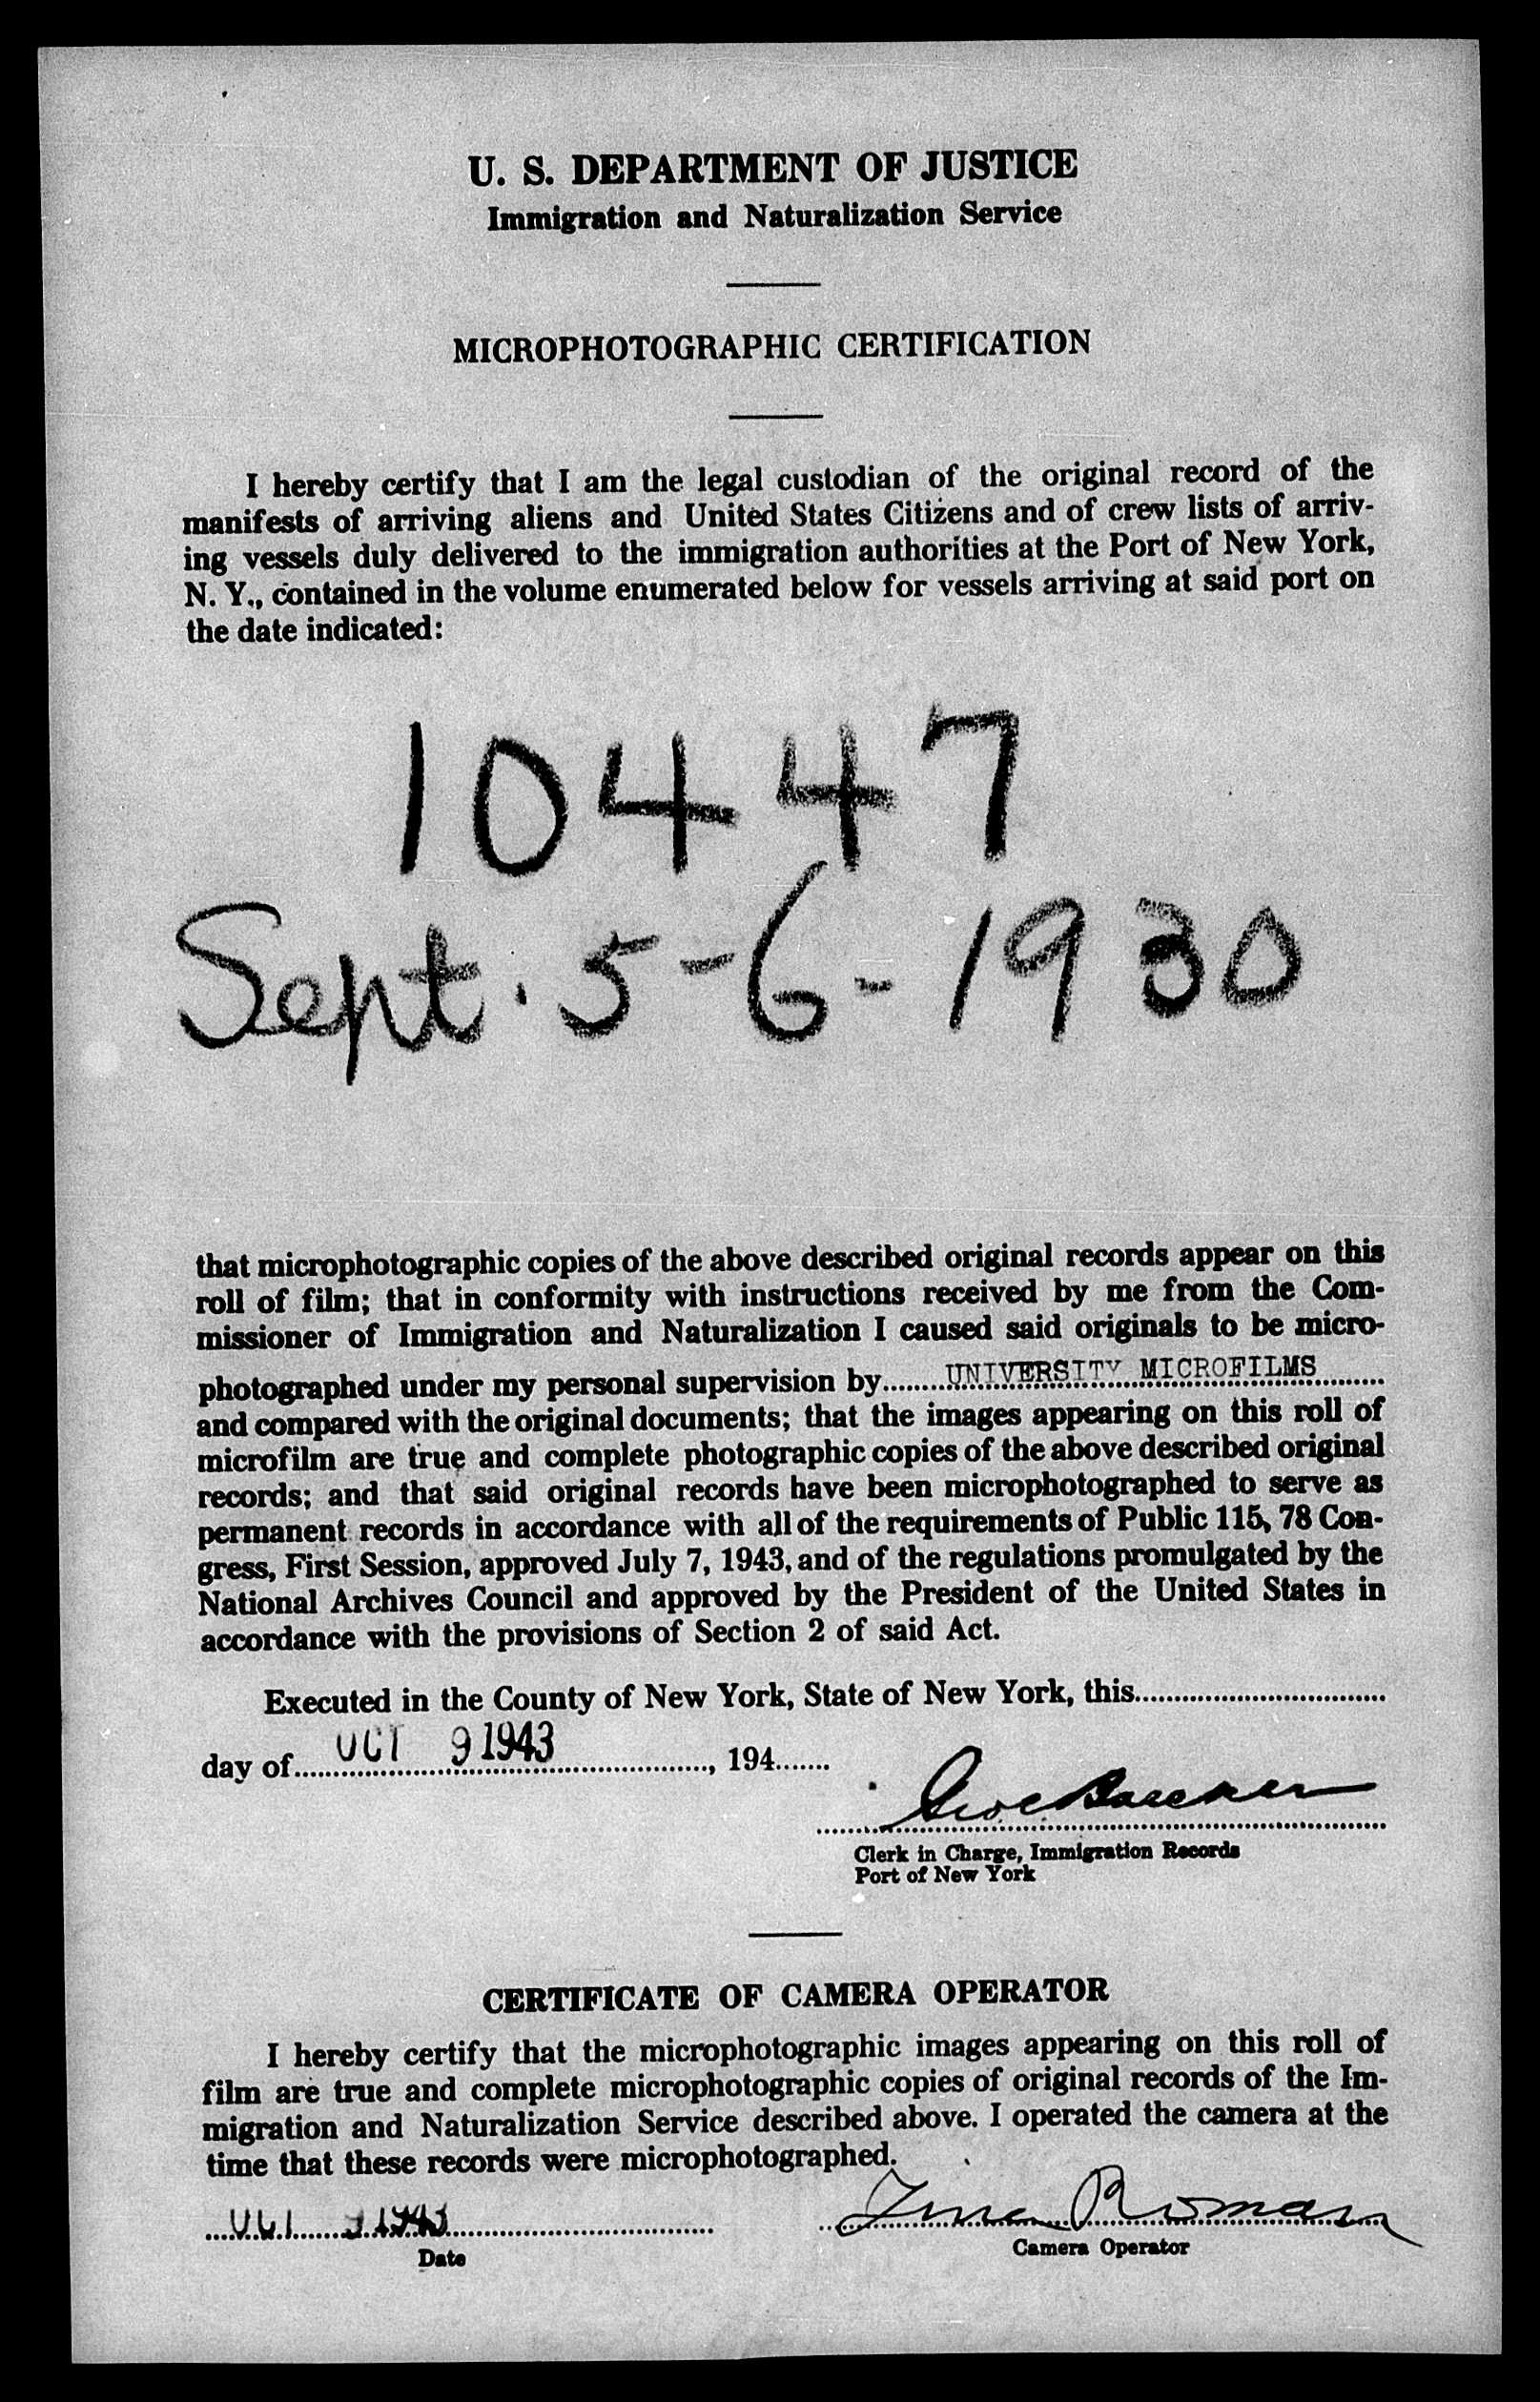 U. S. DEPARTMENT OF JUSTICE
Immigration and Naturalization Service
MICROPHOTOGRAPHIC CERTIFICATION
I hereby certify that I am the legal custodian of the original record of the
manifests of arriving aliens and United States Citizens and of crew lists of arriv-
ing vessels duly delivered to the immigration authorities at the Port of New York,
N. Y., contained in the volume enumerated below for vessels arriving at said port on
the date indicated:
10447
Sept. 5-6-1930
that microphotographic copies of the above described original records appear on this
roll of film; that in conformity with instructions received by me from the Com-
missioner of Immigration and Naturalization I caused said originals to be micro-
photographed under my personal supervision by UNIVERSITY MICROFILMS
and compared with the original documents; that the images appearing on this roll of
microfilm are true and complete photographic copies of the above described original
records; and that said original records have been microphotographed to serve as
permanent records in accordance with all of the requirements of Public 115, 78 Con-
gress, First Session, approved July 7, 1943, and of the regulations promulgated by the
National Archives Council and approved by the President of the United States in
accordance with the provisions of Section 2 of said Act.
Executed in the County of New York, State of New York, this
day of OCT 9 1943, 194
Clerk in Charge, Immigration Records
Port of New York
CERTIFICATE OF CAMERA OPERATOR
I hereby certify that the microphotographic images appearing on this roll of
film are true and complete microphotographic copies of original records of the Im-
migration and Naturalization Service described above. I operated the camera at the
time that these records were microphotographed.
OCT 9 1943 Roman
Date Camera Operator